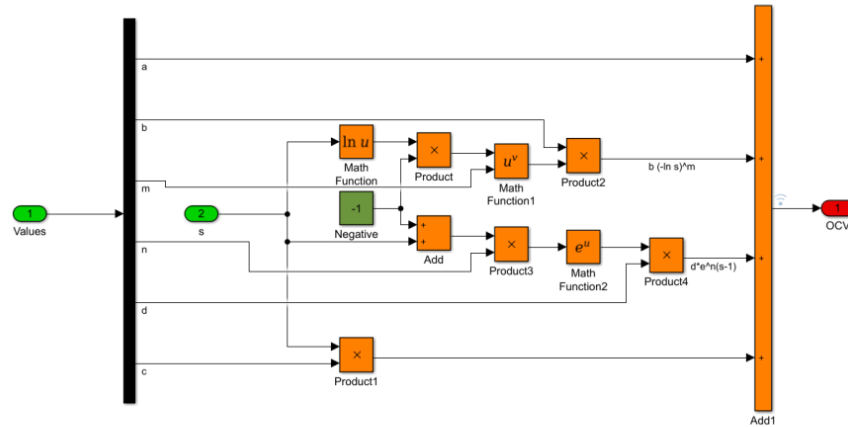 a
b
ln u
×
Math
Function
Product
u^v
Math
Function1
×
Product2
b (-ln s)^m
m
1
Values
2
s
-1
Negative
+
+
Add
n
×
Product3
e^u
Math
Function2
×
Product4
d*e^n(s-1)
d
c
×
Product1
+
+
+
+
Add1
1
OCV